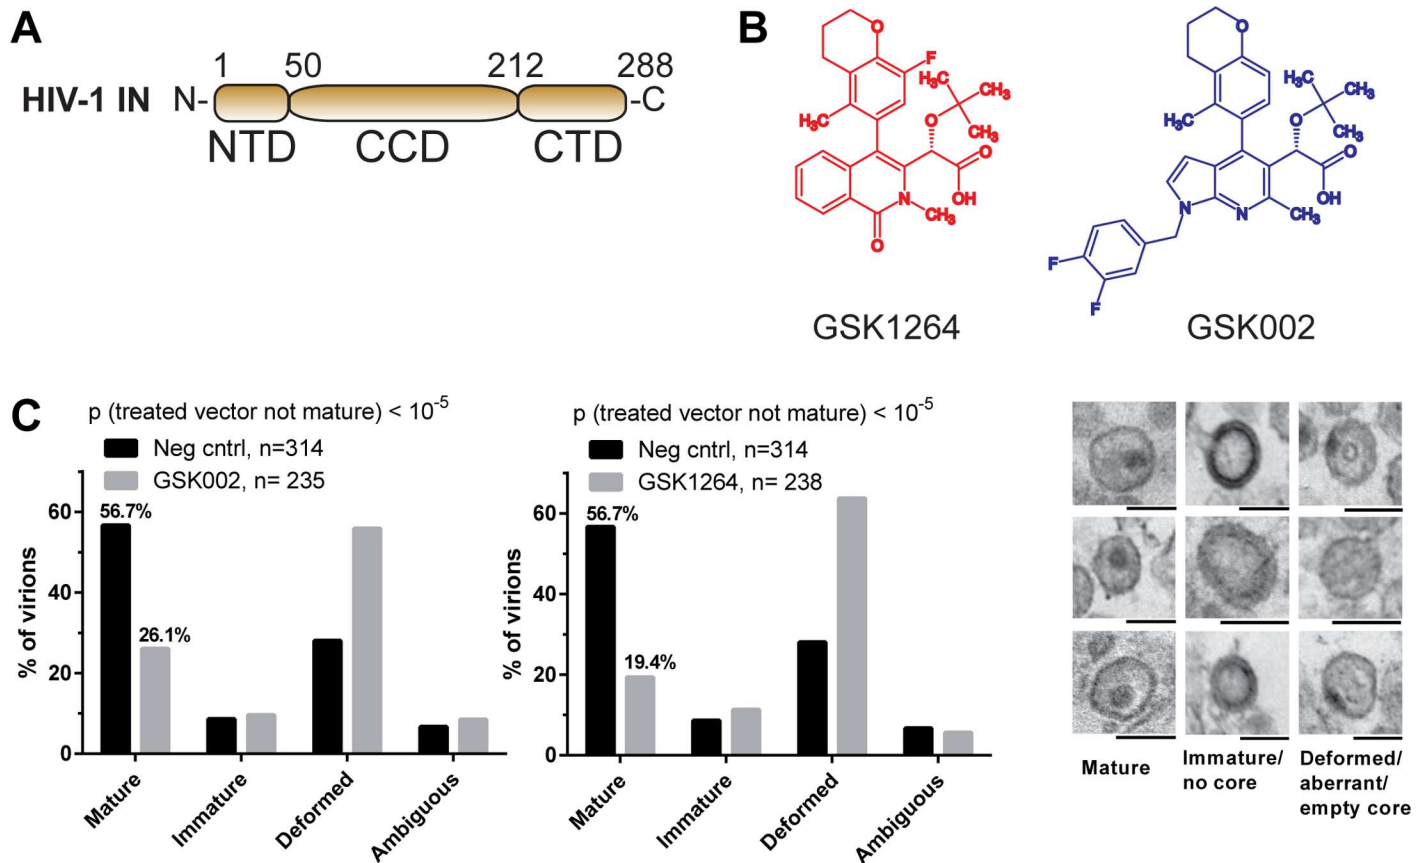 A
1 50 212 288
HIV-1 IN N- -C
NTD CCD CTD
B
O
F
H₃C
H₃C
CH₃
O
CH₃
O
OH
N
CH₃
O
GSK1264
O
H₃C
H₃C
CH₃
O
CH₃
O
OH
N
N
CH₃
F
F
GSK002
C
p (treated vector not mature) < 10⁻⁵
Neg cntrl, n=314
GSK002, n= 235
% of virions
60
40
20
0
56.7%
26.1%
Mature
Immature
Deformed
Ambiguous
p (treated vector not mature) < 10⁻⁵
Neg cntrl, n=314
GSK1264, n= 238
% of virions
60
40
20
0
56.7%
19.4%
Mature
Immature
Deformed
Ambiguous
Mature
Immature/
no core
Deformed/
aberrant/
empty core